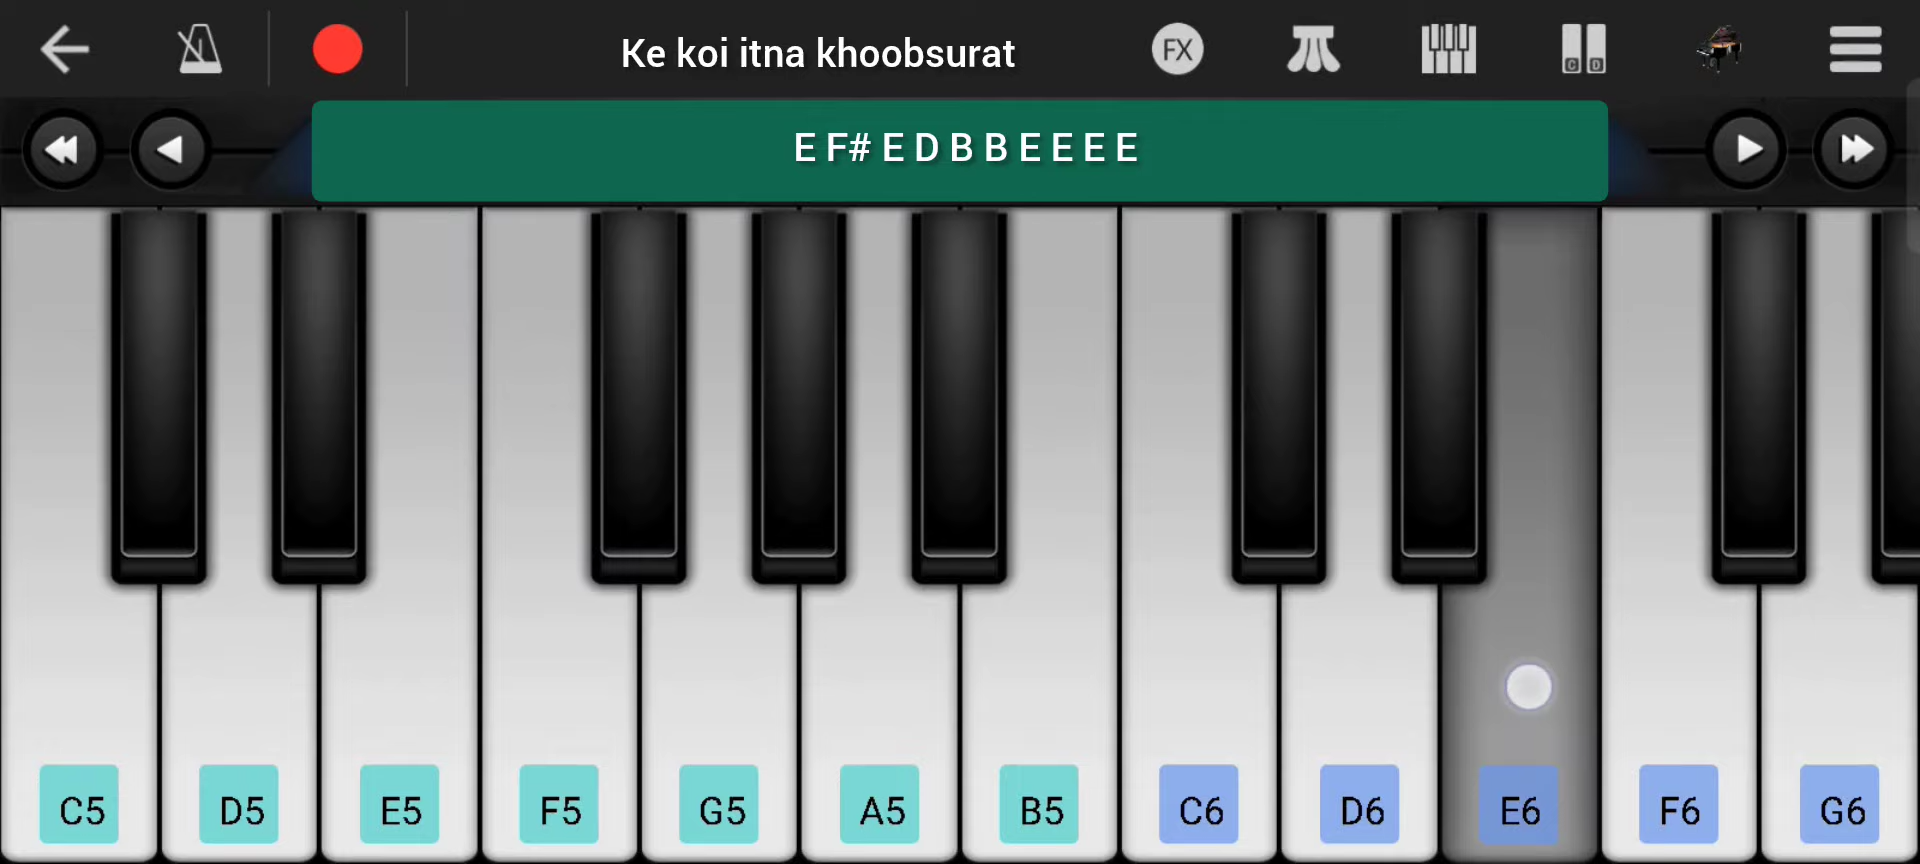 Ke koi itna khoobsurat
FX
C D
E F# E D B B E E E E
C5 D5 E5 F5 G5 A5 B5 C6 D6 E6 F6 G6